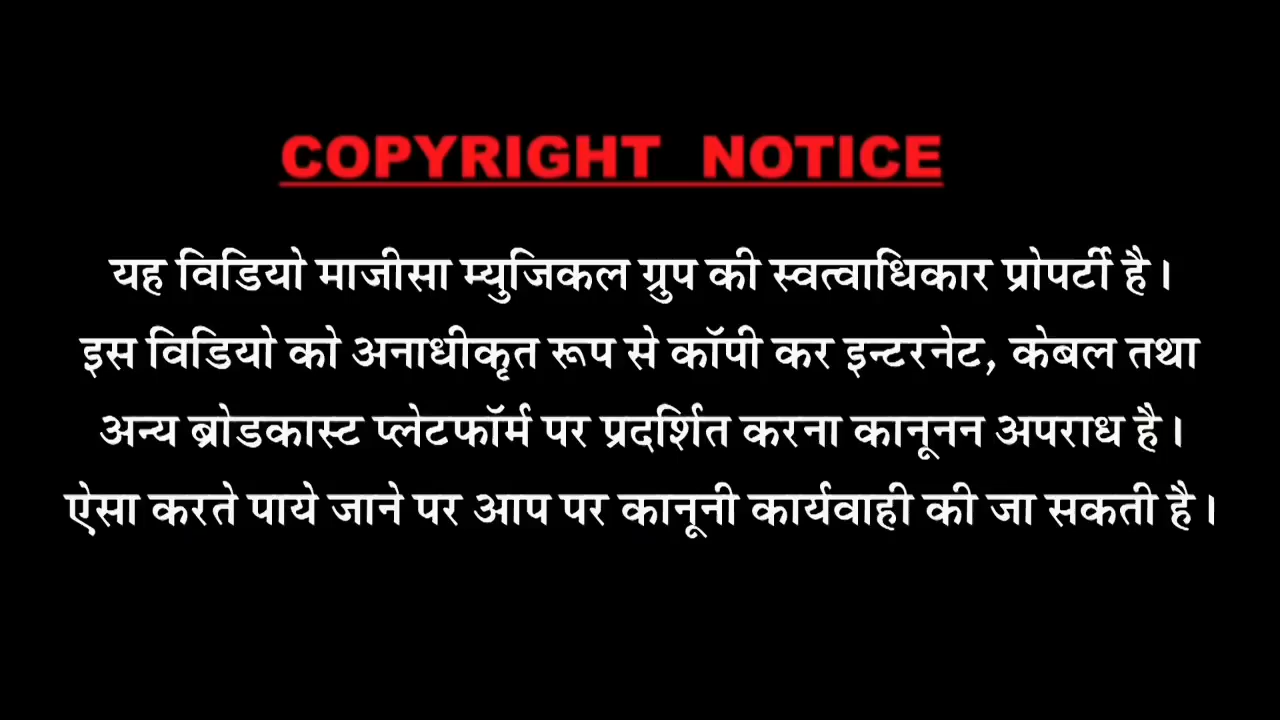 COPYRIGHT NOTICE
यह विडियो माजीसा म्युजिकल ग्रुप की स्वत्वाधिकार प्रोपर्टी है।
इस विडियो को अनाधीकृत रूप से कॉपी कर इन्टरनेट, केबल तथा
अन्य ब्रोडकास्ट प्लेटफॉर्म पर प्रदर्शित करना कानूनन अपराध है।
ऐसा करते पाये जाने पर आप पर कानूनी कार्यवाही की जा सकती है।